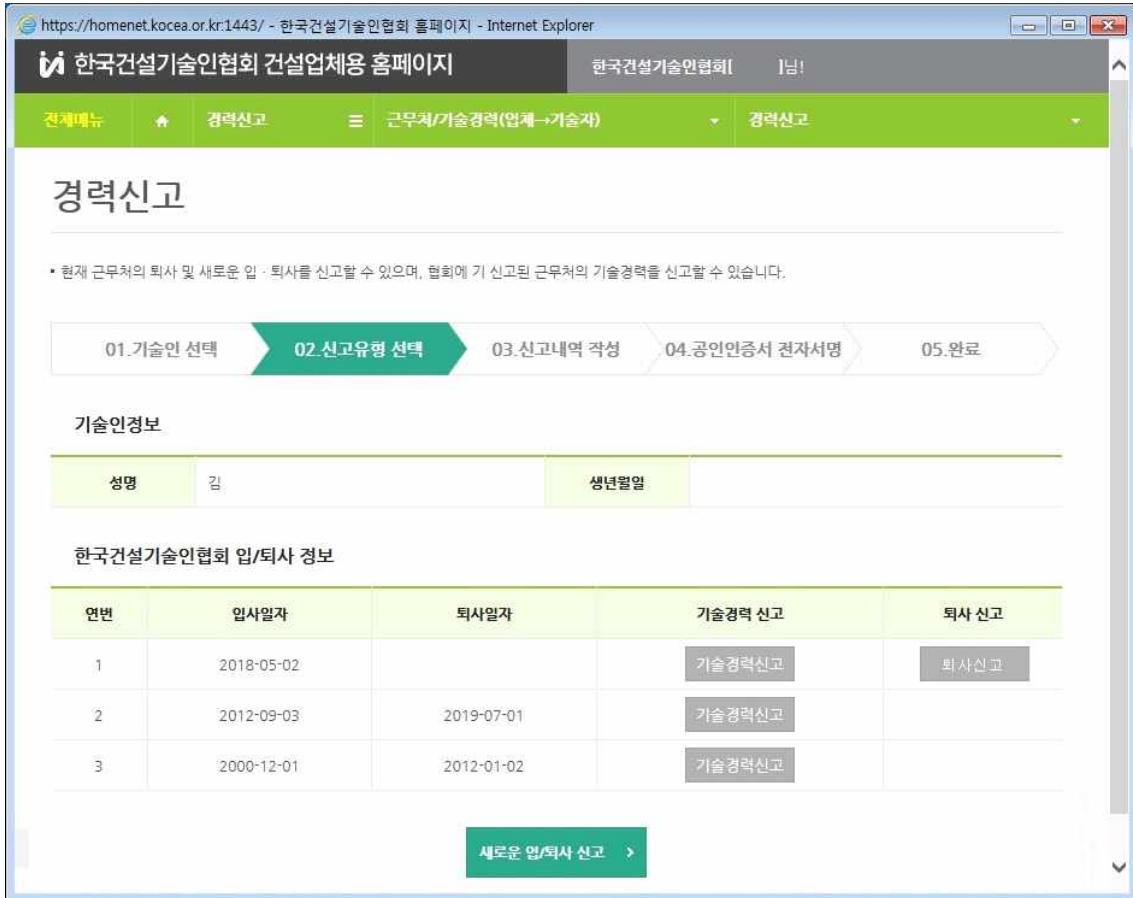 https://homenet.kocea.or.kr:1443/ - 한국건설기술인협회 홈페이지 - Internet Explorer
한국건설기술인협회 건설업체용 홈페이지 한국건설기술인협회[ ]님!
전체메뉴 경력신고 근무처/기술경력(업체→기술자) 경력신고
경력신고
▪ 현재 근무처의 퇴사 및 새로운 입ㆍ퇴사를 신고할 수 있으며, 협회에 기 신고된 근무처의 기술경력을 신고할 수 있습니다.
01.기술인 선택 02.신고유형 선택 03.신고내역 작성 04.공인인증서 전자서명 05.완료
기술인정보
성명 김 생년월일
한국건설기술인협회 입/퇴사 정보
연번 입사일자 퇴사일자 기술경력 신고 퇴사 신고
1 2018-05-02 기술경력신고 퇴사신고
2 2012-09-03 2019-07-01 기술경력신고
3 2000-12-01 2012-01-02 기술경력신고
새로운 입/퇴사 신고 >